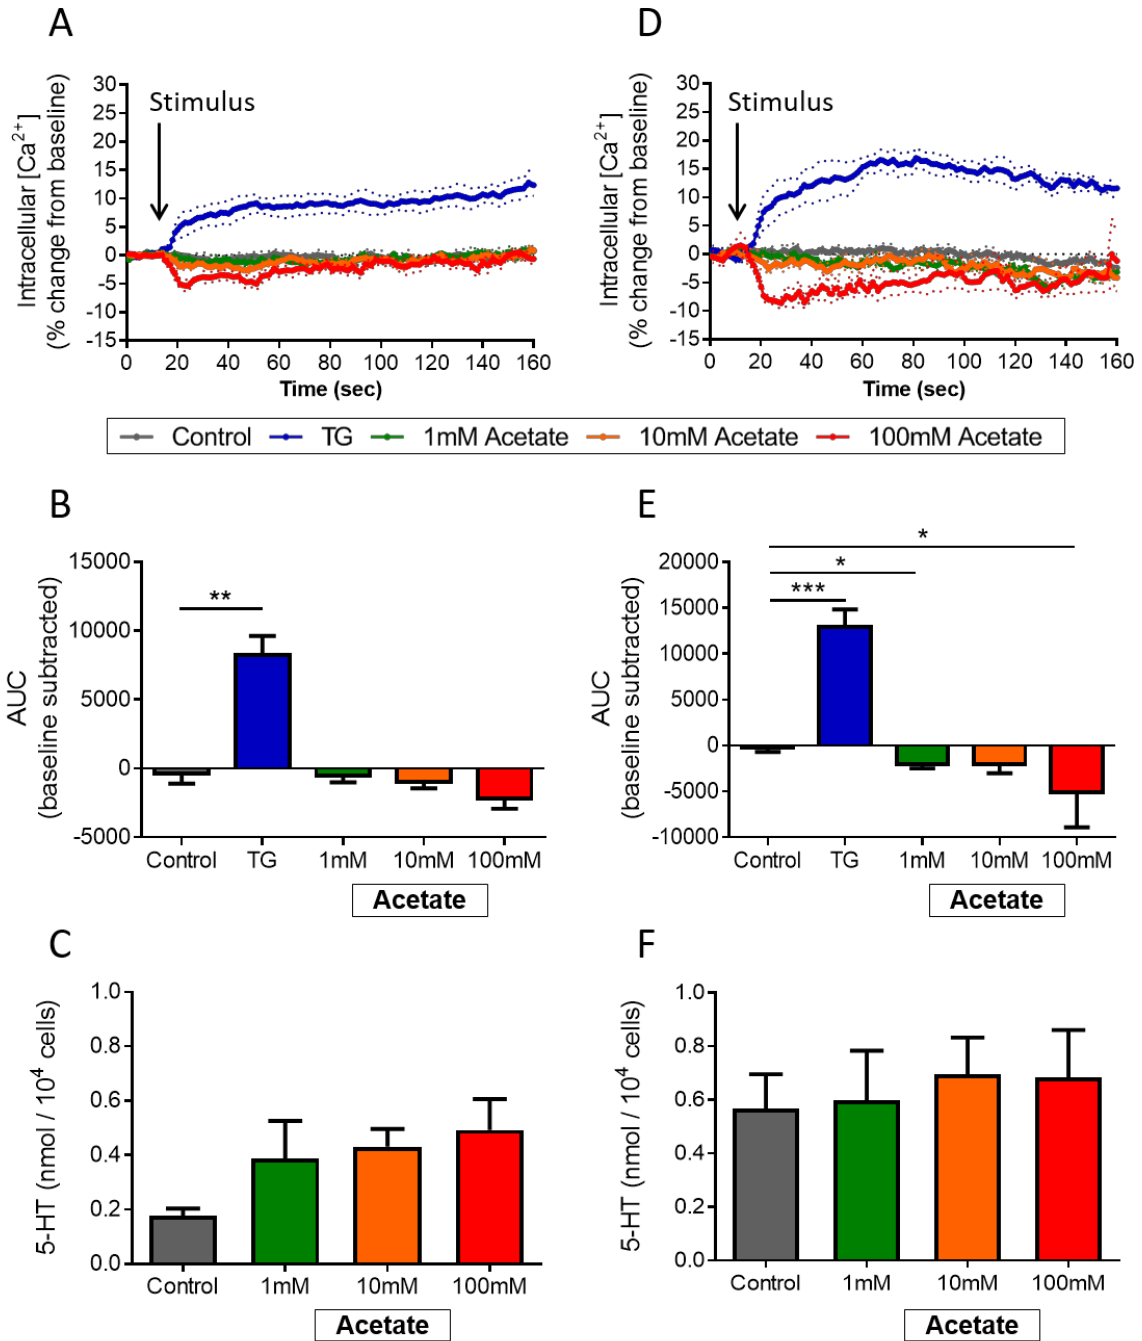 A
Intracellular [Ca²⁺]
(% change from baseline)
30
25
20
15
10
5
0
-5
-10
-15
Stimulus
0 20 40 60 80 100 120 140 160
Time (sec)
D
Intracellular [Ca²⁺]
(% change from baseline)
30
25
20
15
10
5
0
-5
-10
-15
Stimulus
0 20 40 60 80 100 120 140 160
Time (sec)
Control TG 1mM Acetate 10mM Acetate 100mM Acetate
B
AUC
(baseline subtracted)
15000
10000
5000
0
-5000
**
Control TG 1mM 10mM 100mM
Acetate
E
AUC
(baseline subtracted)
20000
15000
10000
5000
0
-5000
-10000
*
*
***
Control TG 1mM 10mM 100mM
Acetate
C
5-HT (nmol / 10⁴ cells)
1.0
0.8
0.6
0.4
0.2
0.0
Control 1mM 10mM 100mM
Acetate
F
5-HT (nmol / 10⁴ cells)
1.0
0.8
0.6
0.4
0.2
0.0
Control 1mM 10mM 100mM
Acetate